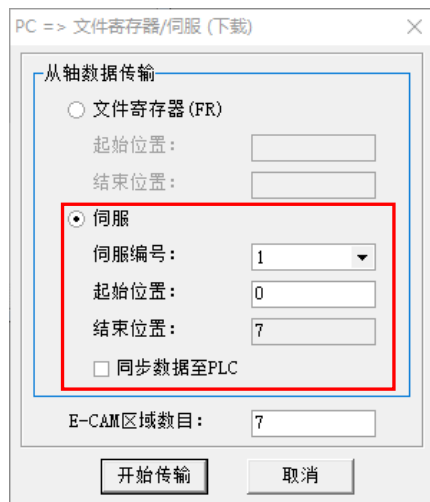 PC => 文件寄存器/伺服 (下载)
从轴数据传输
文件寄存器(FR)
起始位置:
结束位置:
伺服
伺服编号: 1
起始位置: 0
结束位置: 7
同步数据至PLC
E-CAM区域数目: 7
开始传输 取消